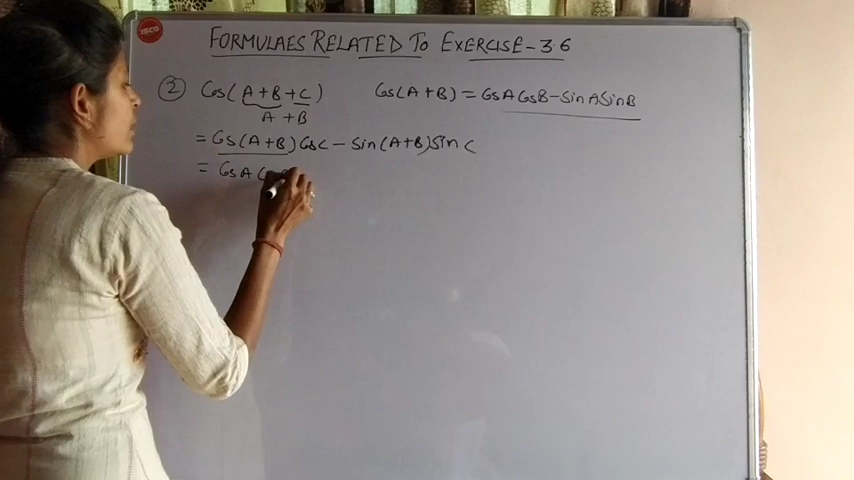 ISCO
FORMULAES RELATED TO EXERCISE-3.6
② Cos(A+B+C) Cos(A+B) = CosA CosB - SinA SinB
A + B
= Cos(A+B) Cosc - Sin(A+B) Sin C
= CosA